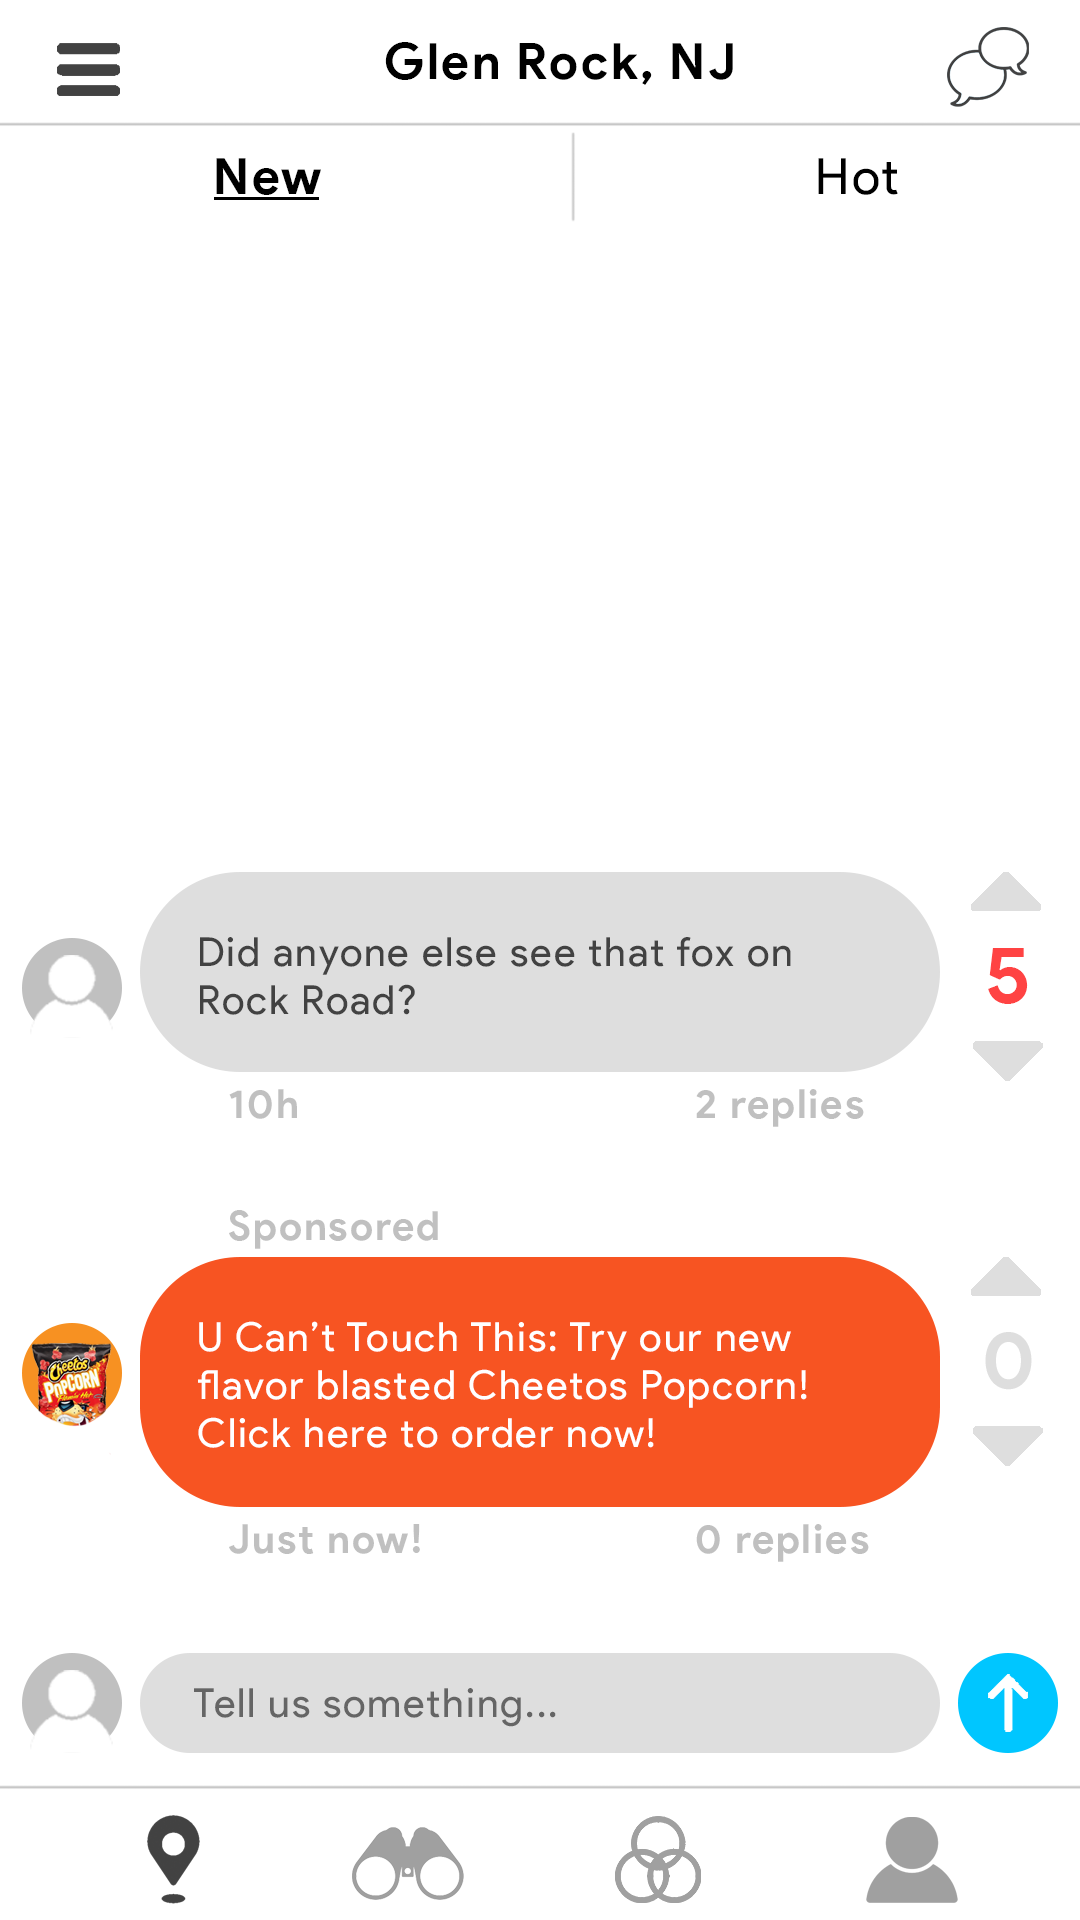 Glen Rock, NJ
New
Hot
Did anyone else see that fox on
Rock Road?
5
10h
2 replies
Sponsored
U Can’t Touch This: Try our new
flavor blasted Cheetos Popcorn!
Click here to order now!
Cheetos
POPCORN
Flamin' Hot
0
Just now!
0 replies
Tell us something...